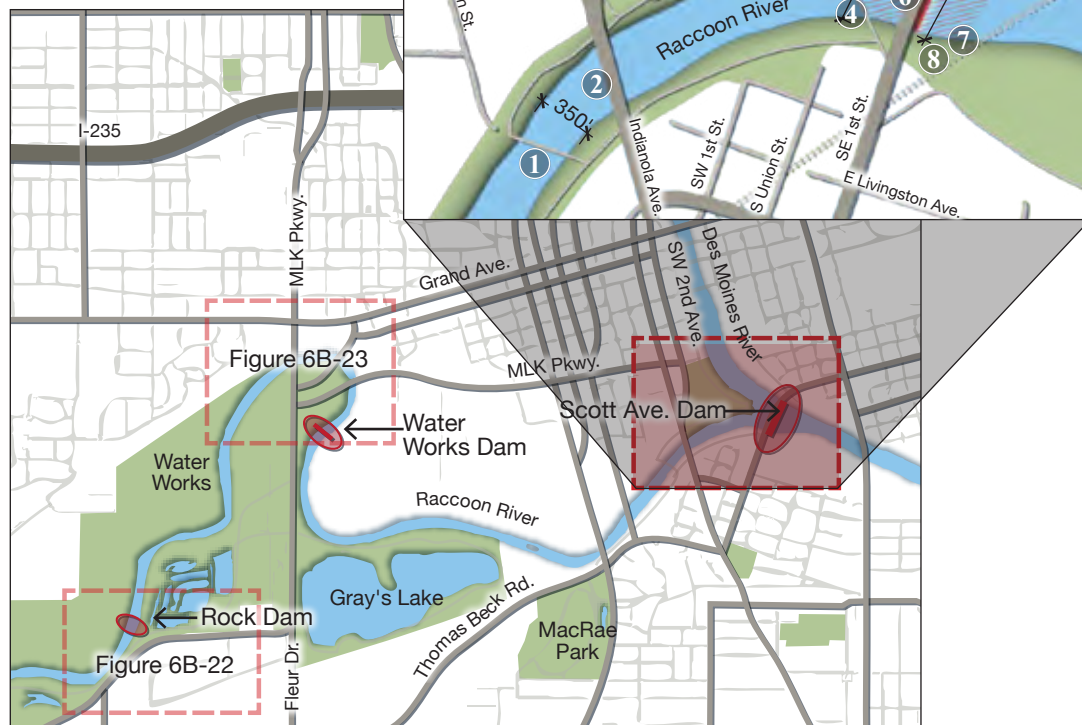 Raccoon River
4
6
7
8
2
350'
1
Indianola Ave.
SW 1st St.
S Union St.
SE 1st St.
E Livingston Ave.
I-235
MLK Pkwy.
Grand Ave.
SW 2nd Ave.
Des Moines River
Figure 6B-23
MLK Pkwy.
Scott Ave. Dam
Water
Works Dam
Water
Works
Raccoon River
Rock Dam
Gray's Lake
Thomas Beck Rd.
MacRae
Park
Figure 6B-22
Fleur Dr.